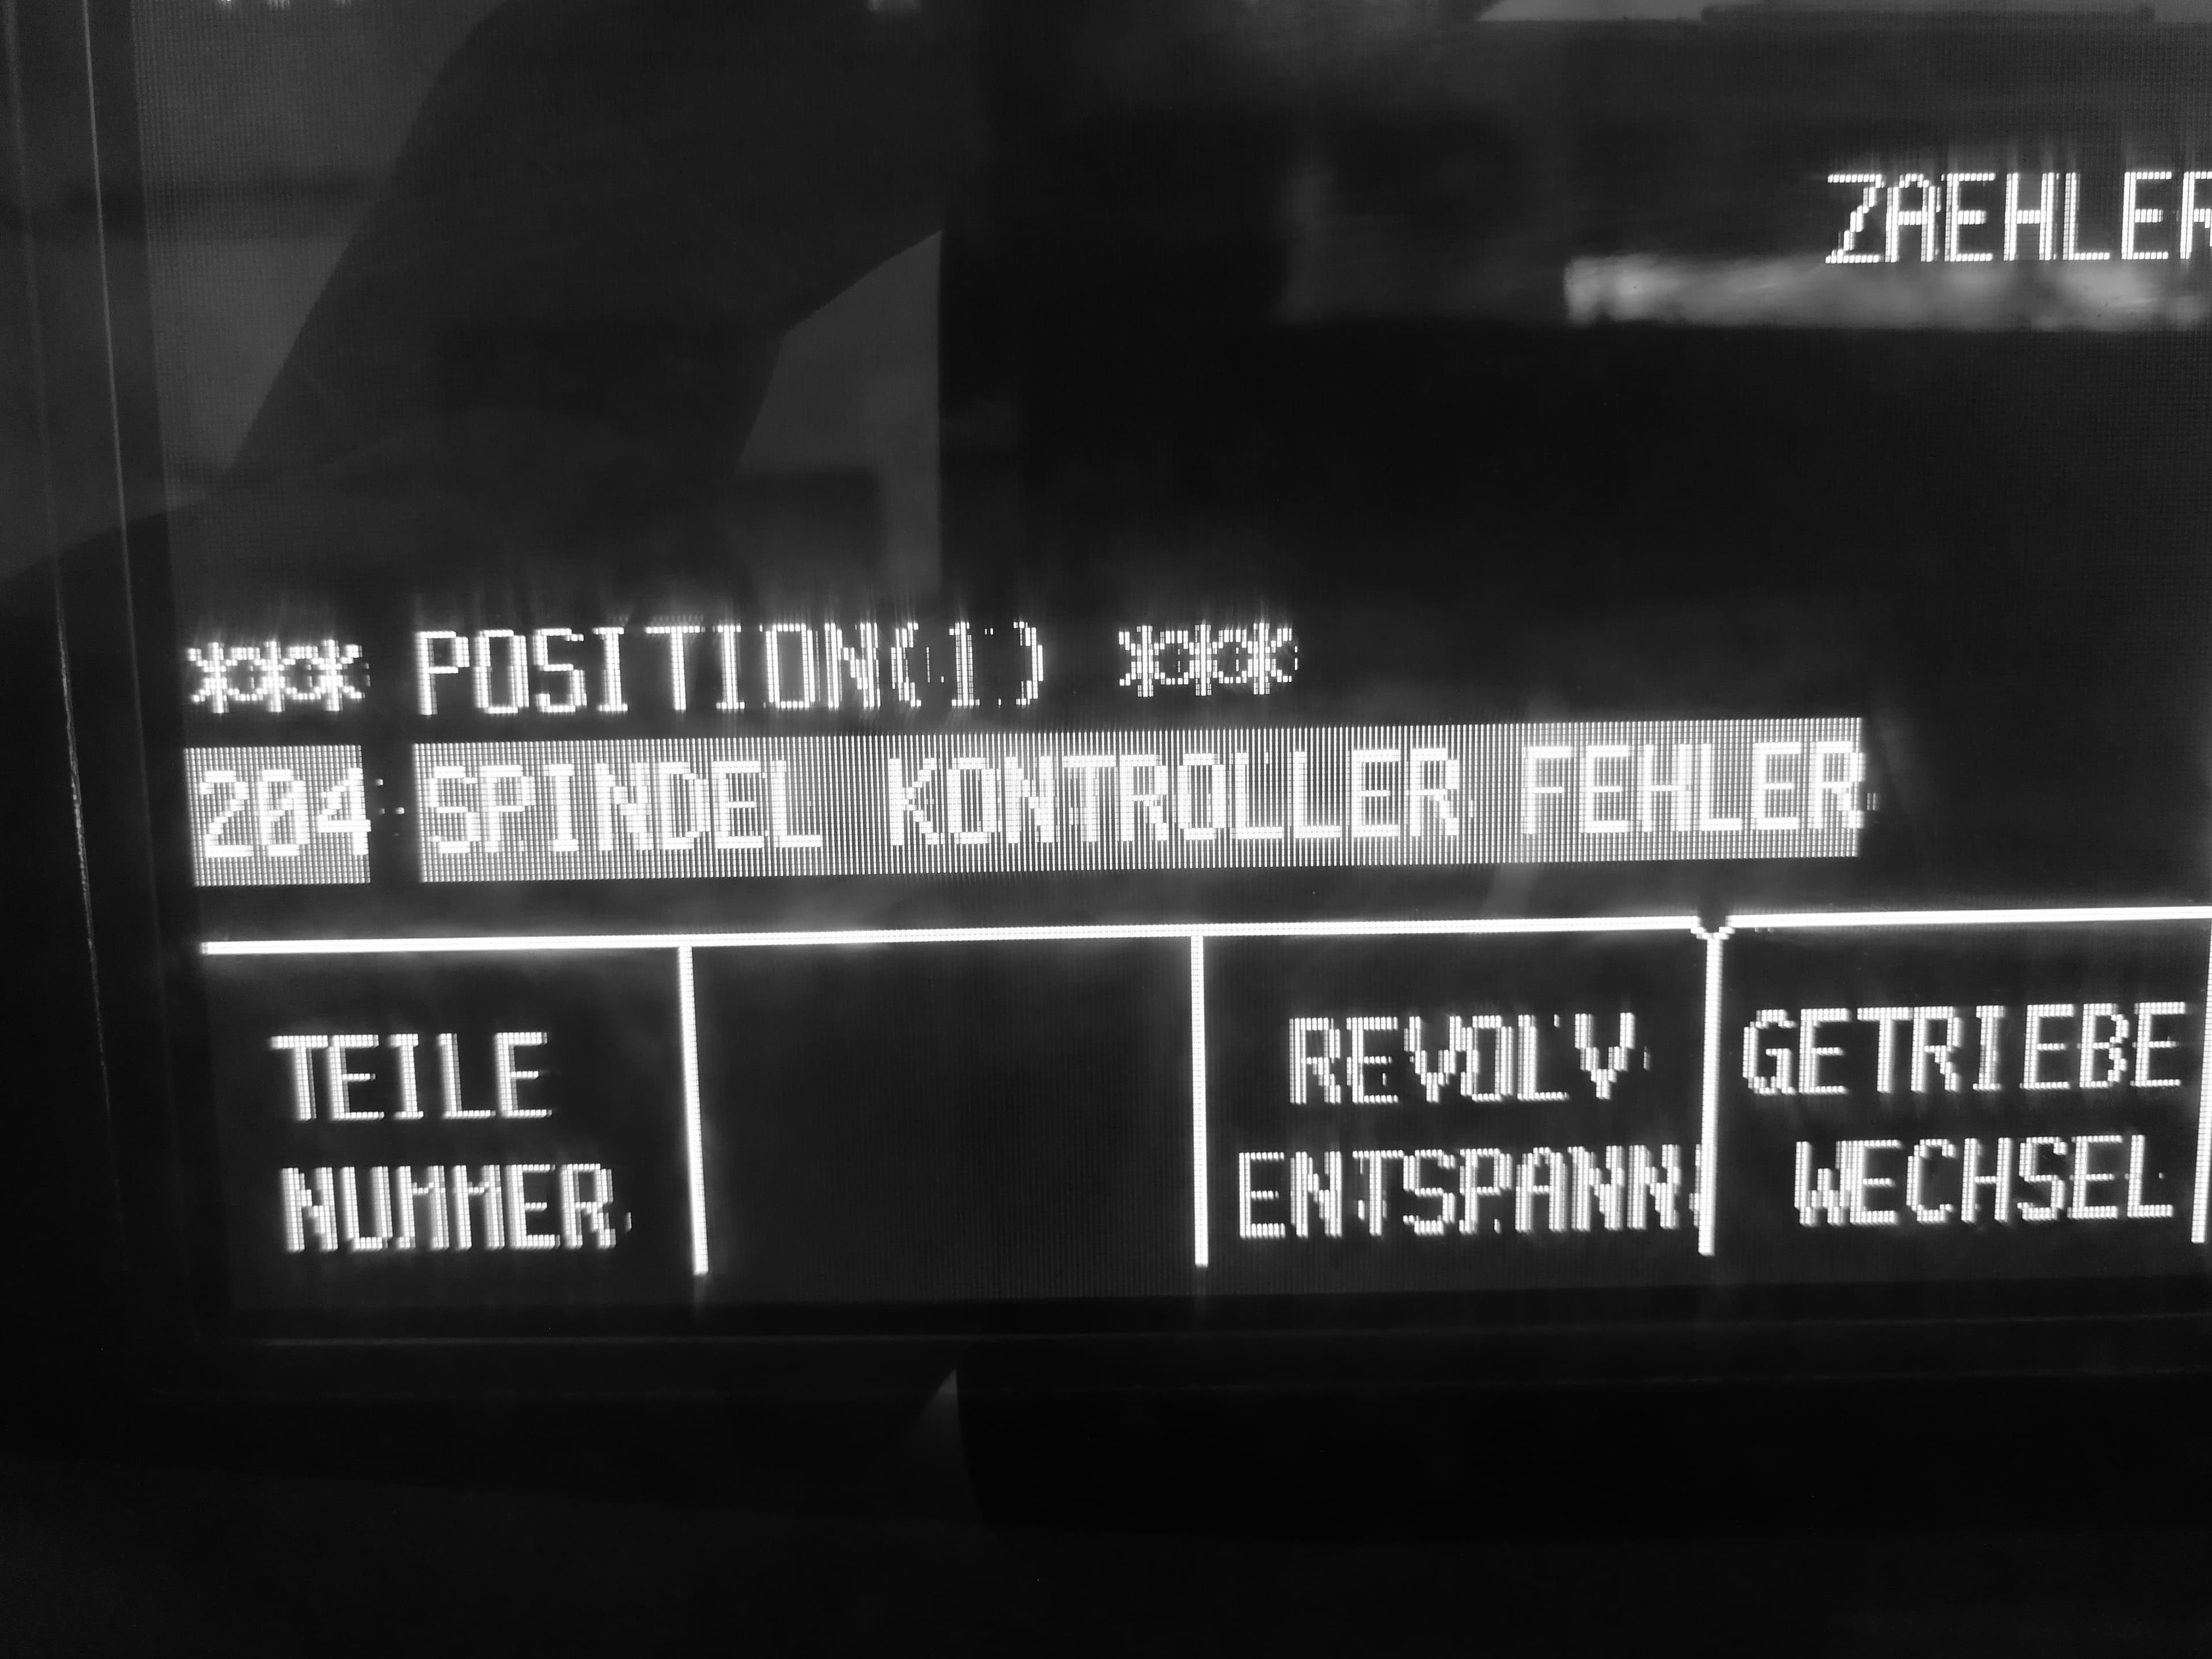 ZAEHLER
*** POSITION(1) ***
204 SPINDEL KONTROLLER FEHLER
TEILE NUMMER
REVOLV ENTSPANN
GETRIEBE WECHSEL